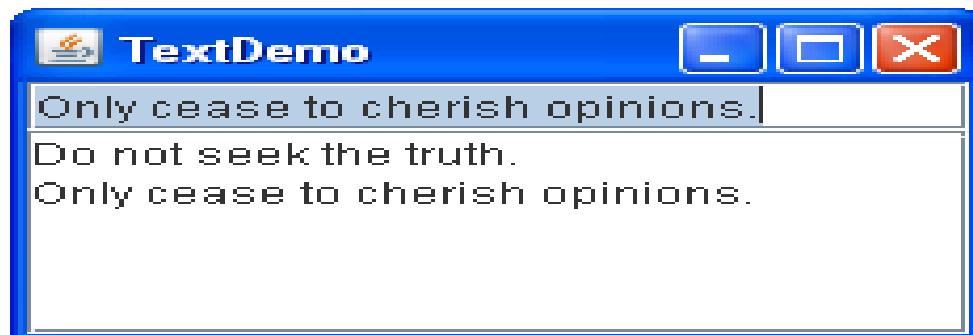 TextDemo
Only cease to cherish opinions.
Do not seek the truth.
Only cease to cherish opinions.